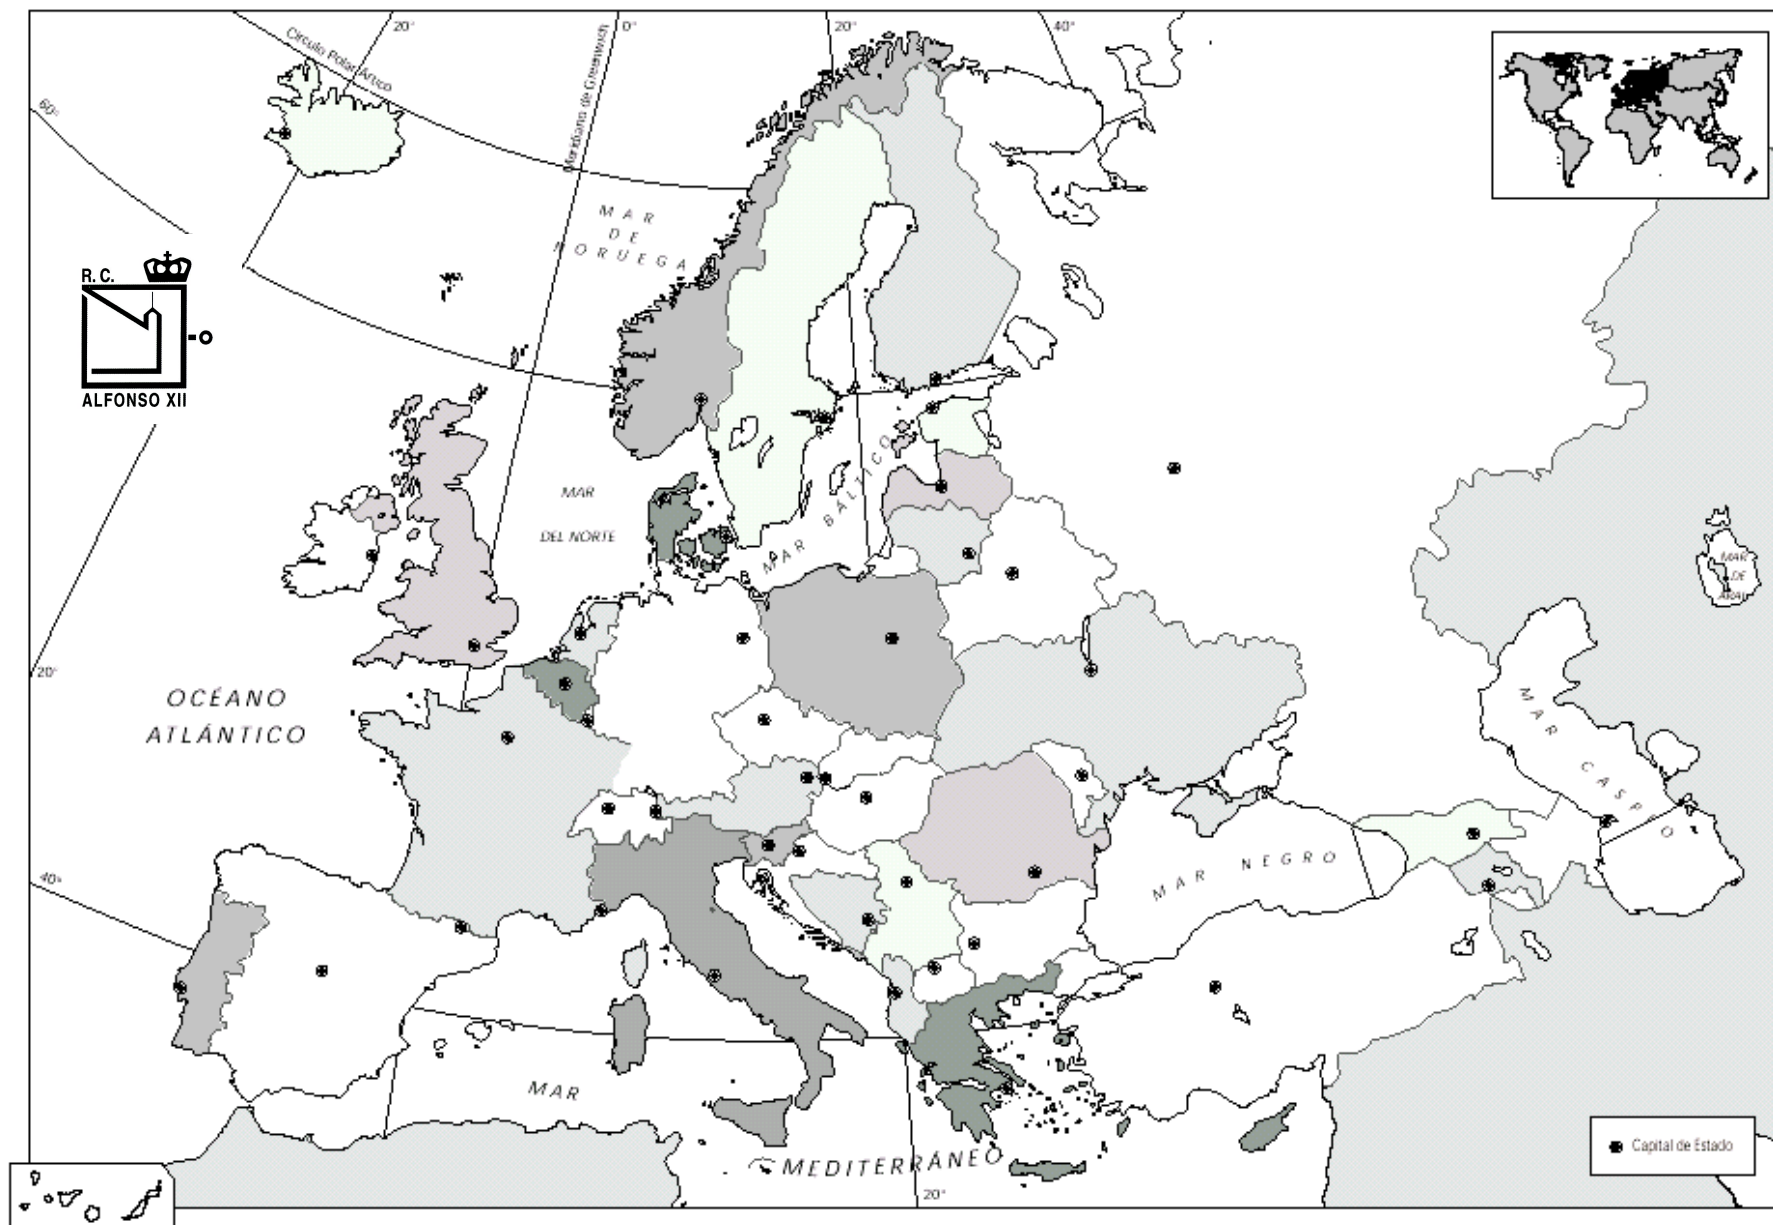 20°
0°
20°
40°
Círculo Polar Ártico
Meridiano de Greenwich
60°
MAR
DE
NORUEGA
R. C.
ALFONSO XII
MAR
DEL NORTE
MAR BÁLTICO
MAR
DE
ARAL
20°
OCÉANO
ATLÁNTICO
MAR CASPIO
MAR NEGRO
40°
MAR
MEDITERRÁNEO
Capital de Estado
20°